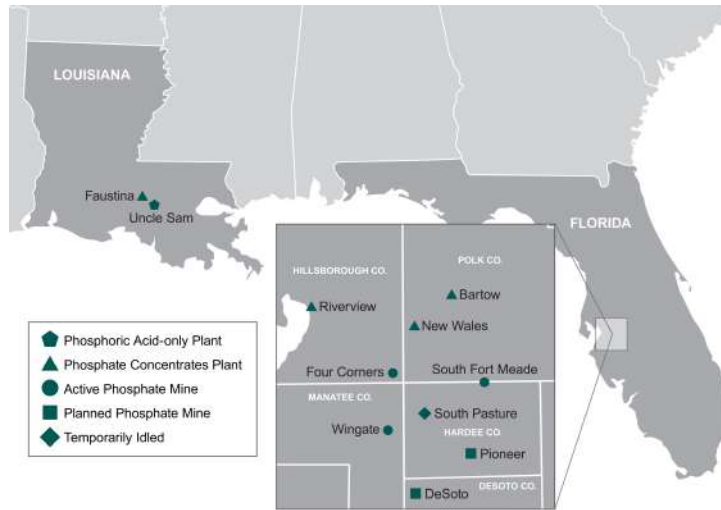 LOUISIANA
Faustina
Uncle Sam
FLORIDA
HILLSBOROUGH CO.
POLK CO.
Riverview
Bartow
New Wales
Four Corners
South Fort Meade
MANATEE CO.
South Pasture
Wingate
HARDEE CO.
Pioneer
DESOTO CO.
DeSoto
Phosphoric Acid-only Plant
Phosphate Concentrates Plant
Active Phosphate Mine
Planned Phosphate Mine
Temporarily Idled